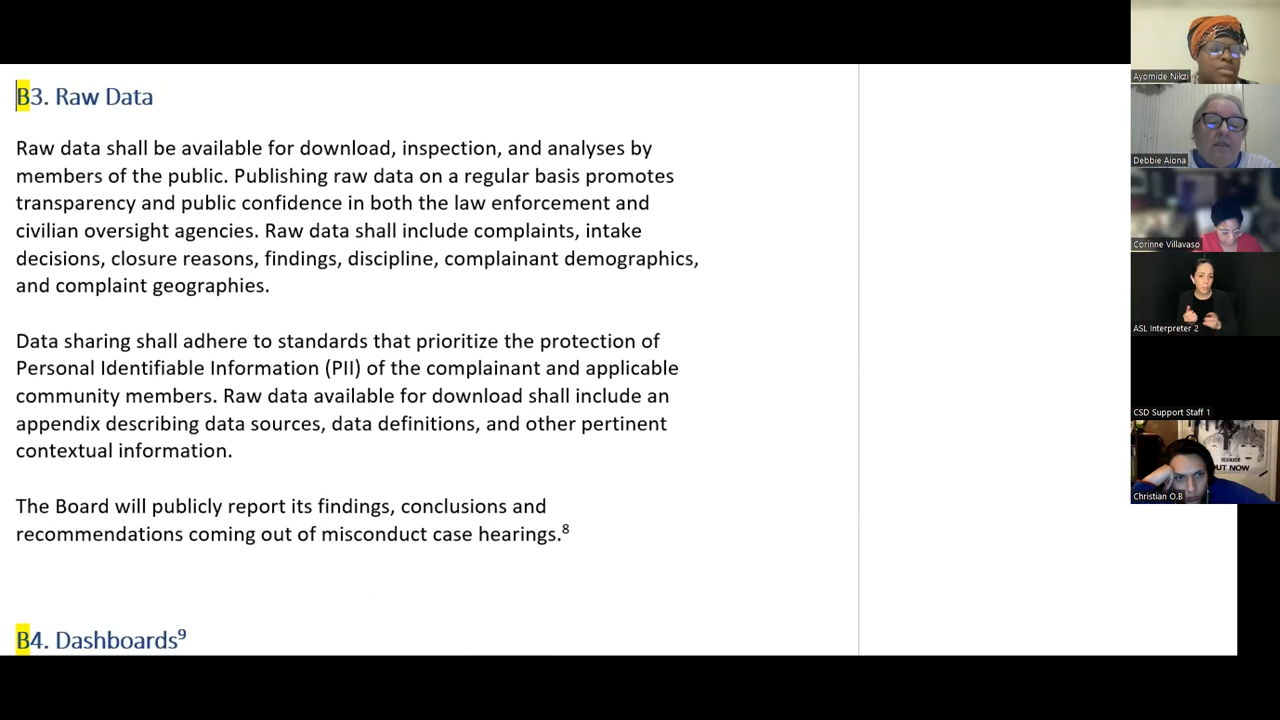 B3. Raw Data
Raw data shall be available for download, inspection, and analyses by
members of the public. Publishing raw data on a regular basis promotes
transparency and public confidence in both the law enforcement and
civilian oversight agencies. Raw data shall include complaints, intake
decisions, closure reasons, findings, discipline, complainant demographics,
and complaint geographies.
Data sharing shall adhere to standards that prioritize the protection of
Personal Identifiable Information (PII) of the complainant and applicable
community members. Raw data available for download shall include an
appendix describing data sources, data definitions, and other pertinent
contextual information.
The Board will publicly report its findings, conclusions and
recommendations coming out of misconduct case hearings.⁸
B4. Dashboards⁹
Ayomide Nikzi
Debbie Aiona
Corinne Villavaso
ASL Interpreter 2
CSD Support Staff 1
OUT NOW
Christian O.B